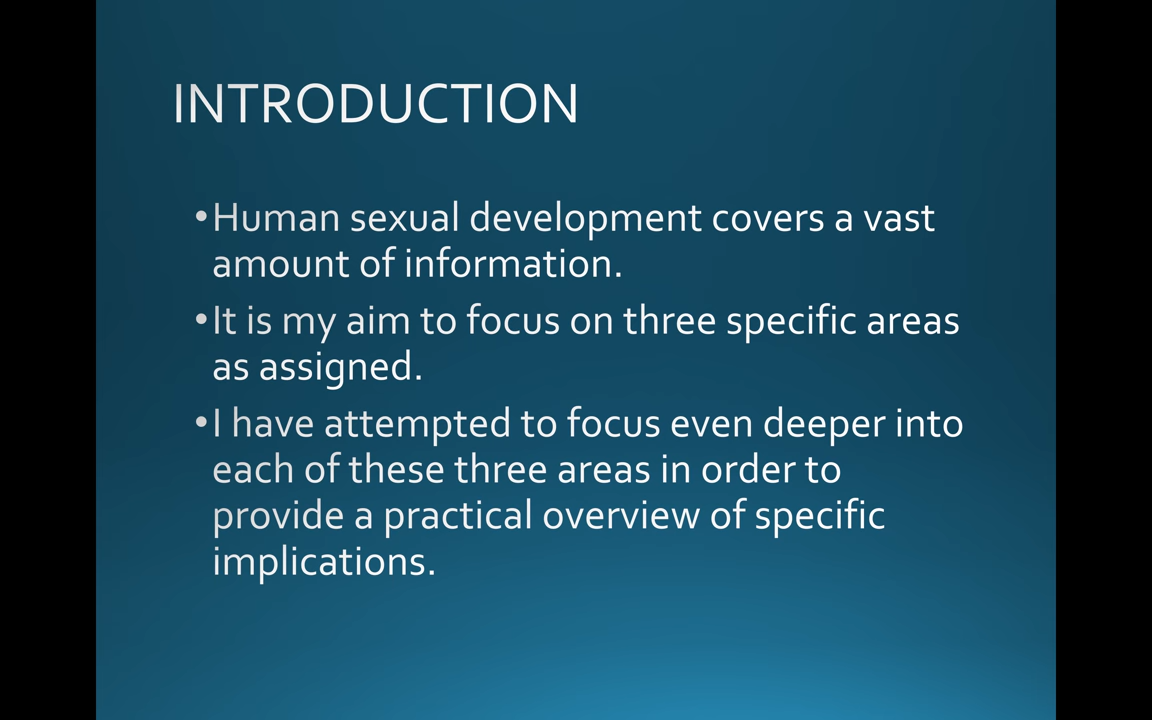 INTRODUCTION
•Human sexual development covers a vast
amount of information.
•It is my aim to focus on three specific areas
as assigned.
•I have attempted to focus even deeper into
each of these three areas in order to
provide a practical overview of specific
implications.